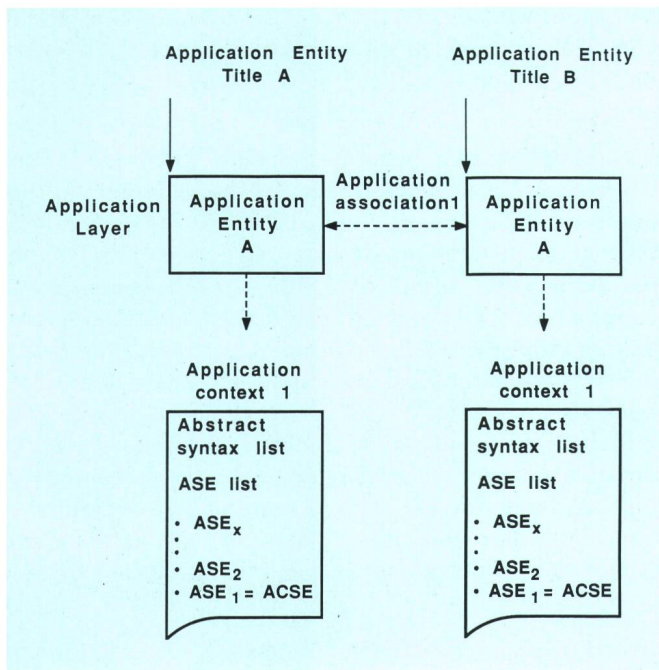 Application Entity
Title A
Application Entity
Title B
Application
Layer
Application
Entity
A
Application
association1
Application
Entity
A
Application
context 1
Abstract
syntax list
ASE list
· ASEx
·
·
· ASE2
· ASE1 = ACSE
Application
context 1
Abstract
syntax list
ASE list
· ASEx
·
·
· ASE2
· ASE1 = ACSE